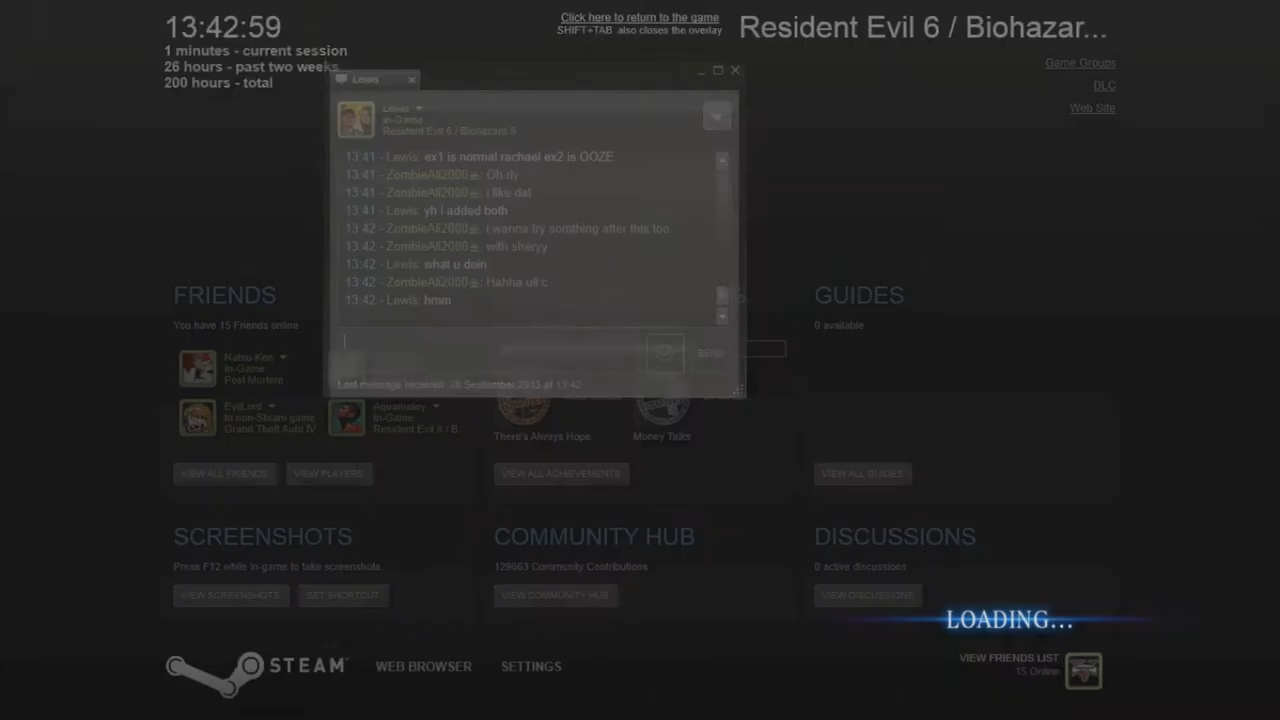 13:42:59
1 minutes - current session
26 hours - past two weeks
200 hours - total
Click here to return to the game
SHIFT+TAB also closes the overlay
Resident Evil 6 / Biohazar...
Game Groups
DLC
Web Site
Lewis
Lewis
In-Game
Resident Evil 6 / Biohazard 6
13:41 - Lewis: ex1 is normal rachael ex2 is OOZE
13:41 - ZombieAli2000: Oh rly
13:41 - ZombieAli2000: i like dat
13:41 - Lewis: yh i added both
13:42 - ZombieAli2000: i wanna try somthing after this too
13:42 - ZombieAli2000: with sheryy
13:42 - Lewis: what u doin
13:42 - ZombieAli2000: Hahha ull c
13:42 - Lewis: hmm
SEND
Last message received: 26 September 2013 at 13:42
FRIENDS
You have 15 Friends online
Natsu-Ken
In-Game
Post Mortem
EvilLord
In non-Steam game
Grand Theft Auto IV
Aquamarley
In-Game
Resident Evil 6 / B
VIEW ALL FRIENDS
VIEW PLAYERS
There's Always Hope
Money Talks
VIEW ALL ACHIEVEMENTS
GUIDES
0 available
VIEW ALL GUIDES
SCREENSHOTS
Press F12 while in-game to take screenshots
VIEW SCREENSHOTS
SET SHORTCUT
COMMUNITY HUB
129663 Community Contributions
VIEW COMMUNITY HUB
DISCUSSIONS
0 active discussions
VIEW DISCUSSIONS
LOADING...
STEAM
WEB BROWSER
SETTINGS
VIEW FRIENDS LIST
15 Online